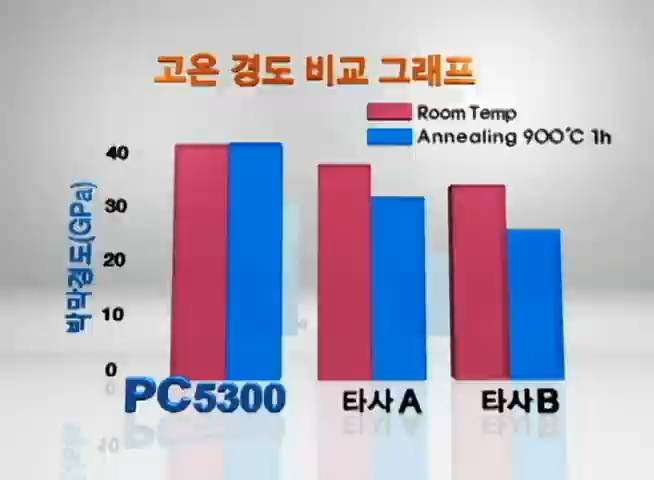 고온 경도 비교 그래프
Room Temp
Annealing 900℃ 1h
박막경도(GPa)
40
30
20
10
0
PC5300
타사 A
타사 B